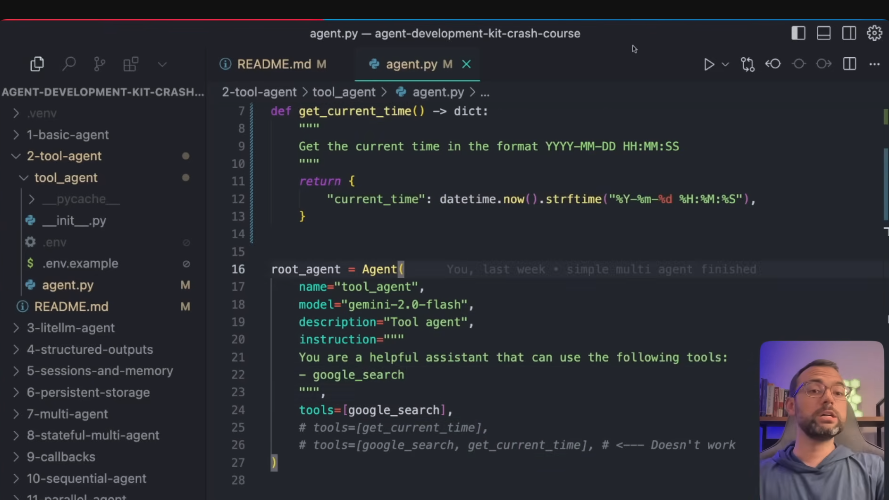 agent.py — agent-development-kit-crash-course
README.md M
agent.py M
AGENT-DEVELOPMENT-KIT-CRASH-...
.venv
1-basic-agent
2-tool-agent
tool_agent
__pycache__
__init__.py
.env
.env.example
agent.py M
README.md M
3-litellm-agent
4-structured-outputs
5-sessions-and-memory
6-persistent-storage
7-multi-agent
8-stateful-multi-agent
9-callbacks
10-sequential-agent
11-parallel_agent
2-tool-agent > tool_agent > agent.py > ...
7 def get_current_time() -> dict:
8 """
9 Get the current time in the format YYYY-MM-DD HH:MM:SS
10 """
11 return {
12 "current_time": datetime.now().strftime("%Y-%m-%d %H:%M:%S"),
13 }
14
15
16 root_agent = Agent( You, last week • simple multi agent finished
17 name="tool_agent",
18 model="gemini-2.0-flash",
19 description="Tool agent",
20 instruction="""
21 You are a helpful assistant that can use the following tools:
22 - google_search
23 """,
24 tools=[google_search],
25 # tools=[get_current_time],
26 # tools=[google_search, get_current_time], # <--- Doesn't work
27 )
28